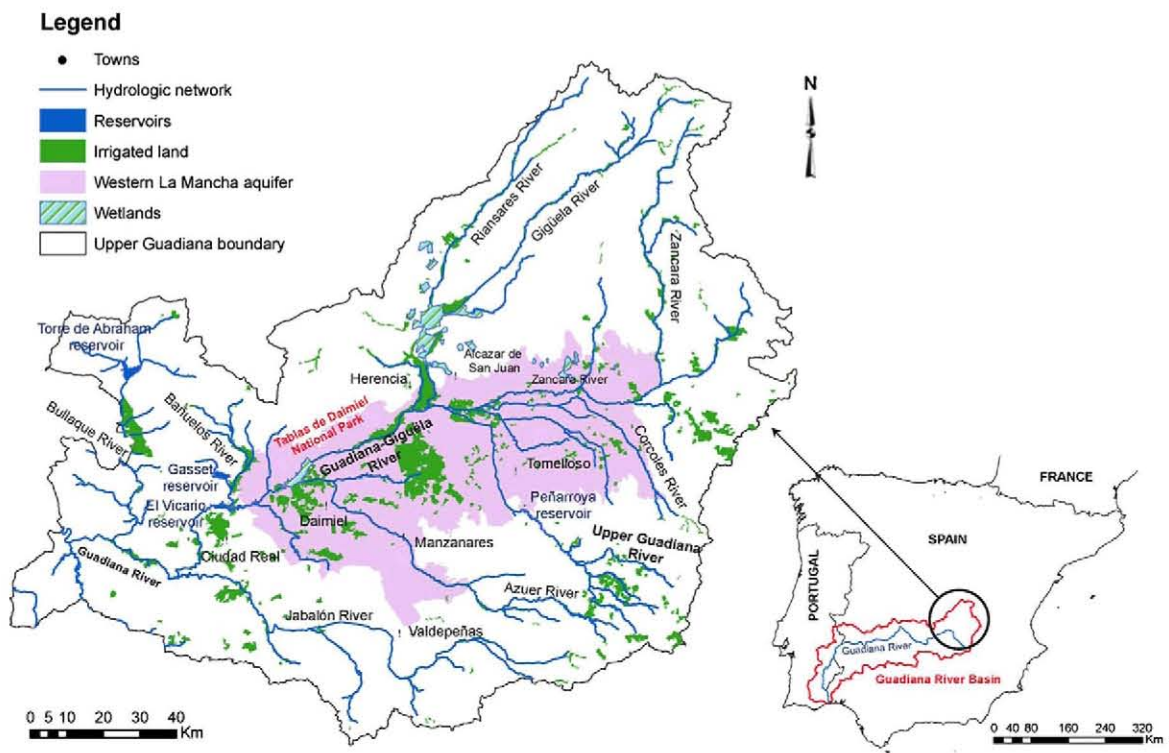 Legend
Towns
Hydrologic network
Reservoirs
Irrigated land
Western La Mancha aquifer
Wetlands
Upper Guadiana boundary
N
Riansares River
Gigüela River
Zancara River
Torre de Abraham
reservoir
Alcazar de
San Juan
Herencia
Zancara River
Bullaque River
Bañuelos River
Tablas de Daimiel
National Park
Guadiana-Gigüela
River
Corcoles River
Gasset
reservoir
Tomelloso
El Vicario
reservoir
Peñarroya
reservoir
Daimiel
Manzanares
Upper Guadiana
River
Ciudad Real
Guadiana River
Azuer River
Jabalón River
Valdepeñas
0 5 10 20 30 40
Km
FRANCE
SPAIN
PORTUGAL
Guadiana River
Guadiana River Basin
0 40 80 160 240 320
Km